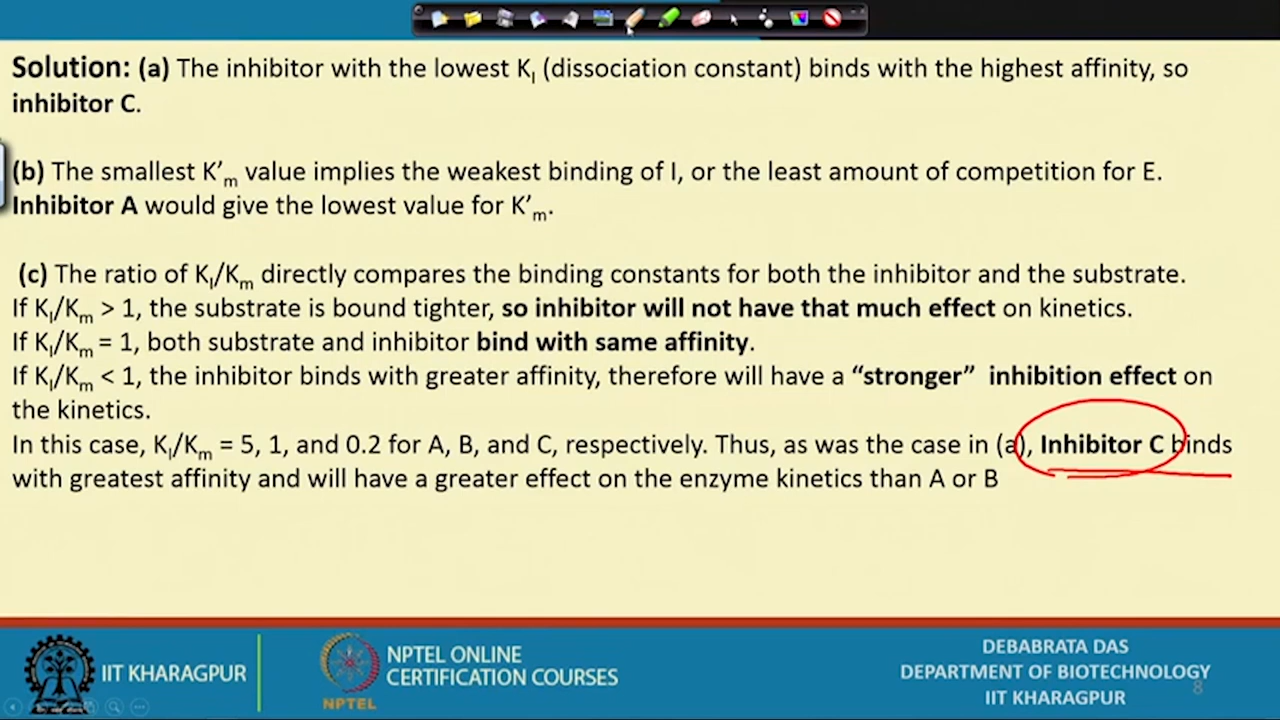 Solution: (a) The inhibitor with the lowest KI (dissociation constant) binds with the highest affinity, so
inhibitor C.
(b) The smallest K’m value implies the weakest binding of I, or the least amount of competition for E.
Inhibitor A would give the lowest value for K’m.
(c) The ratio of KI/Km directly compares the binding constants for both the inhibitor and the substrate.
If KI/Km > 1, the substrate is bound tighter, so inhibitor will not have that much effect on kinetics.
If KI/Km = 1, both substrate and inhibitor bind with same affinity.
If KI/Km < 1, the inhibitor binds with greater affinity, therefore will have a “stronger” inhibition effect on
the kinetics.
In this case, KI/Km = 5, 1, and 0.2 for A, B, and C, respectively. Thus, as was the case in (a), Inhibitor C binds
with greatest affinity and will have a greater effect on the enzyme kinetics than A or B
IIT KHARAGPUR
NPTEL
NPTEL ONLINE
CERTIFICATION COURSES
DEBABRATA DAS
DEPARTMENT OF BIOTECHNOLOGY
IIT KHARAGPUR
8